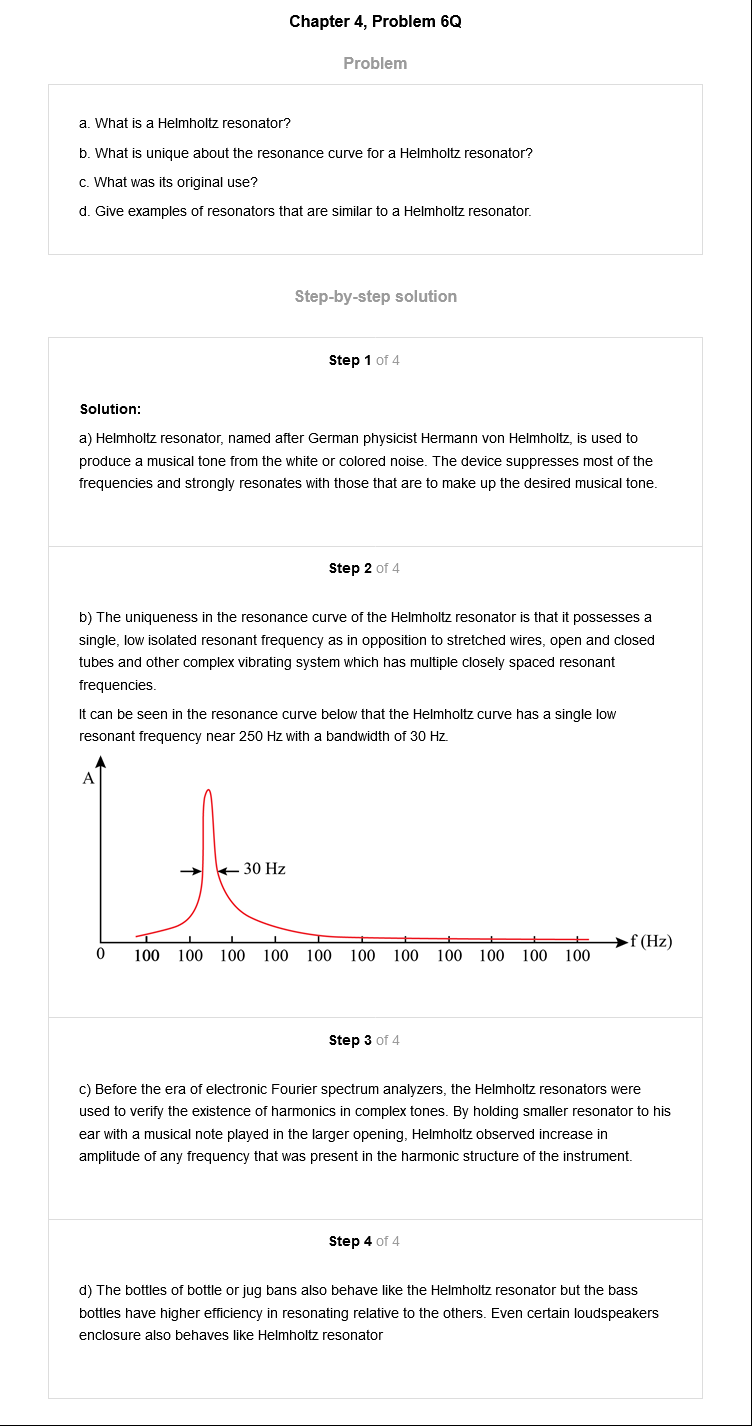 Chapter 4, Problem 6Q
Problem
a. What is a Helmholtz resonator?
b. What is unique about the resonance curve for a Helmholtz resonator?
c. What was its original use?
d. Give examples of resonators that are similar to a Helmholtz resonator.
Step-by-step solution
Step 1 of 4
Solution:
a) Helmholtz resonator, named after German physicist Hermann von Helmholtz, is used to
produce a musical tone from the white or colored noise. The device suppresses most of the
frequencies and strongly resonates with those that are to make up the desired musical tone.
Step 2 of 4
b) The uniqueness in the resonance curve of the Helmholtz resonator is that it possesses a
single, low isolated resonant frequency as in opposition to stretched wires, open and closed
tubes and other complex vibrating system which has multiple closely spaced resonant
frequencies.
It can be seen in the resonance curve below that the Helmholtz curve has a single low
resonant frequency near 250 Hz with a bandwidth of 30 Hz.
A
30 Hz
f (Hz)
0 100 100 100 100 100 100 100 100 100 100 100
Step 3 of 4
c) Before the era of electronic Fourier spectrum analyzers, the Helmholtz resonators were
used to verify the existence of harmonics in complex tones. By holding smaller resonator to his
ear with a musical note played in the larger opening, Helmholtz observed increase in
amplitude of any frequency that was present in the harmonic structure of the instrument.
Step 4 of 4
d) The bottles of bottle or jug bans also behave like the Helmholtz resonator but the bass
bottles have higher efficiency in resonating relative to the others. Even certain loudspeakers
enclosure also behaves like Helmholtz resonator